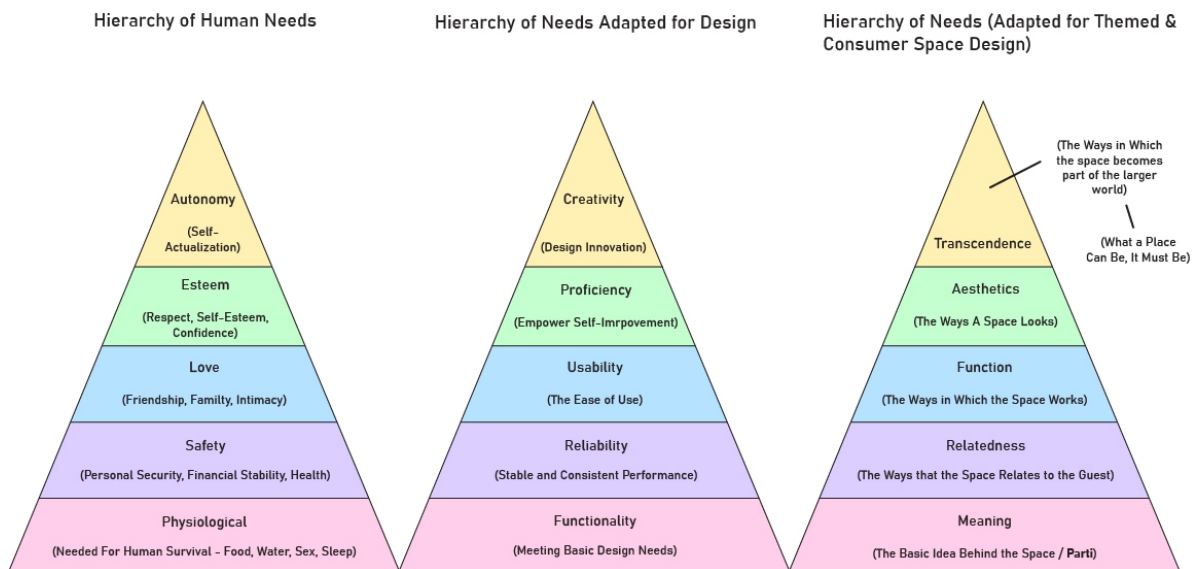 Hierarchy of Human Needs
Autonomy
(Self-
Actualization)
Esteem
(Respect, Self-Esteem,
Confidence)
Love
(Friendship, Familty, Intimacy)
Safety
(Personal Security, Financial Stability, Health)
Physiological
(Needed For Human Survival - Food, Water, Sex, Sleep)
Hierarchy of Needs Adapted for Design
Creativity
(Design Innovation)
Proficiency
(Empower Self-Imrpovement)
Usability
(The Ease of Use)
Reliability
(Stable and Consistent Performance)
Functionality
(Meeting Basic Design Needs)
Hierarchy of Needs (Adapted for Themed &
Consumer Space Design)
(The Ways in Which
the space becomes
part of the larger
world)
(What a Place
Can Be, It Must Be)
Transcendence
Aesthetics
(The Ways A Space Looks)
Function
(The Ways in Which the Space Works)
Relatedness
(The Ways that the Space Relates to the Guest)
Meaning
(The Basic Idea Behind the Space / Parti)